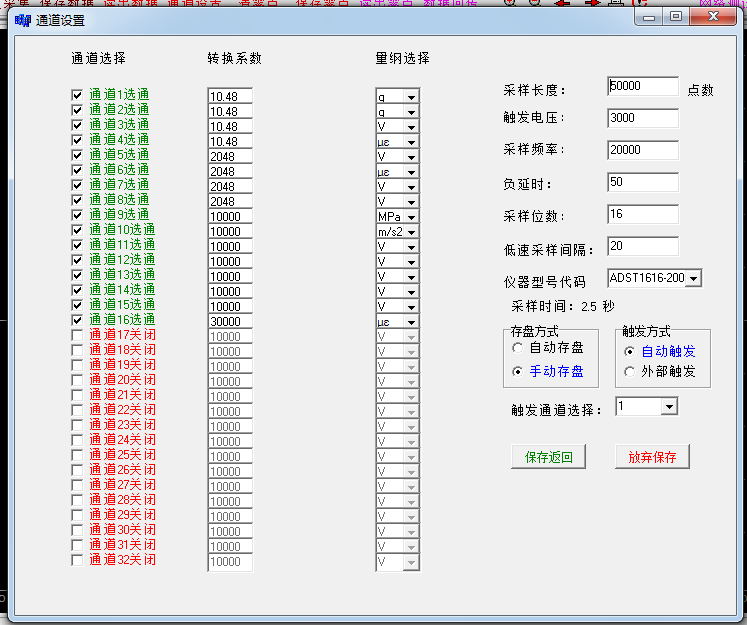 通道设置
通道选择 转换系数 量纲选择
通道1选通 10.48 g
通道2选通 10.48 g
通道3选通 10.48 V
通道4选通 10.48 με
通道5选通 2048 V
通道6选通 2048 με
通道7选通 2048 V
通道8选通 2048 V
通道9选通 10000 MPa
通道10选通 10000 m/s2
通道11选通 10000 V
通道12选通 10000 V
通道13选通 10000 V
通道14选通 10000 V
通道15选通 10000 V
通道16选通 30000 με
通道17关闭 10000 V
通道18关闭 10000 V
通道19关闭 10000 V
通道20关闭 10000 V
通道21关闭 10000 V
通道22关闭 10000 V
通道23关闭 10000 V
通道24关闭 10000 V
通道25关闭 10000 V
通道26关闭 10000 V
通道27关闭 10000 V
通道28关闭 10000 V
通道29关闭 10000 V
通道30关闭 10000 V
通道31关闭 10000 V
通道32关闭 10000 V
采样长度: 50000 点数
触发电压: 3000
采样频率: 20000
负延时: 50
采样位数: 16
低速采样间隔: 20
仪器型号代码 ADST1616-200
采样时间: 2.5 秒
存盘方式
自动存盘
手动存盘
触发方式
自动触发
外部触发
触发通道选择: 1
保存返回 放弃保存